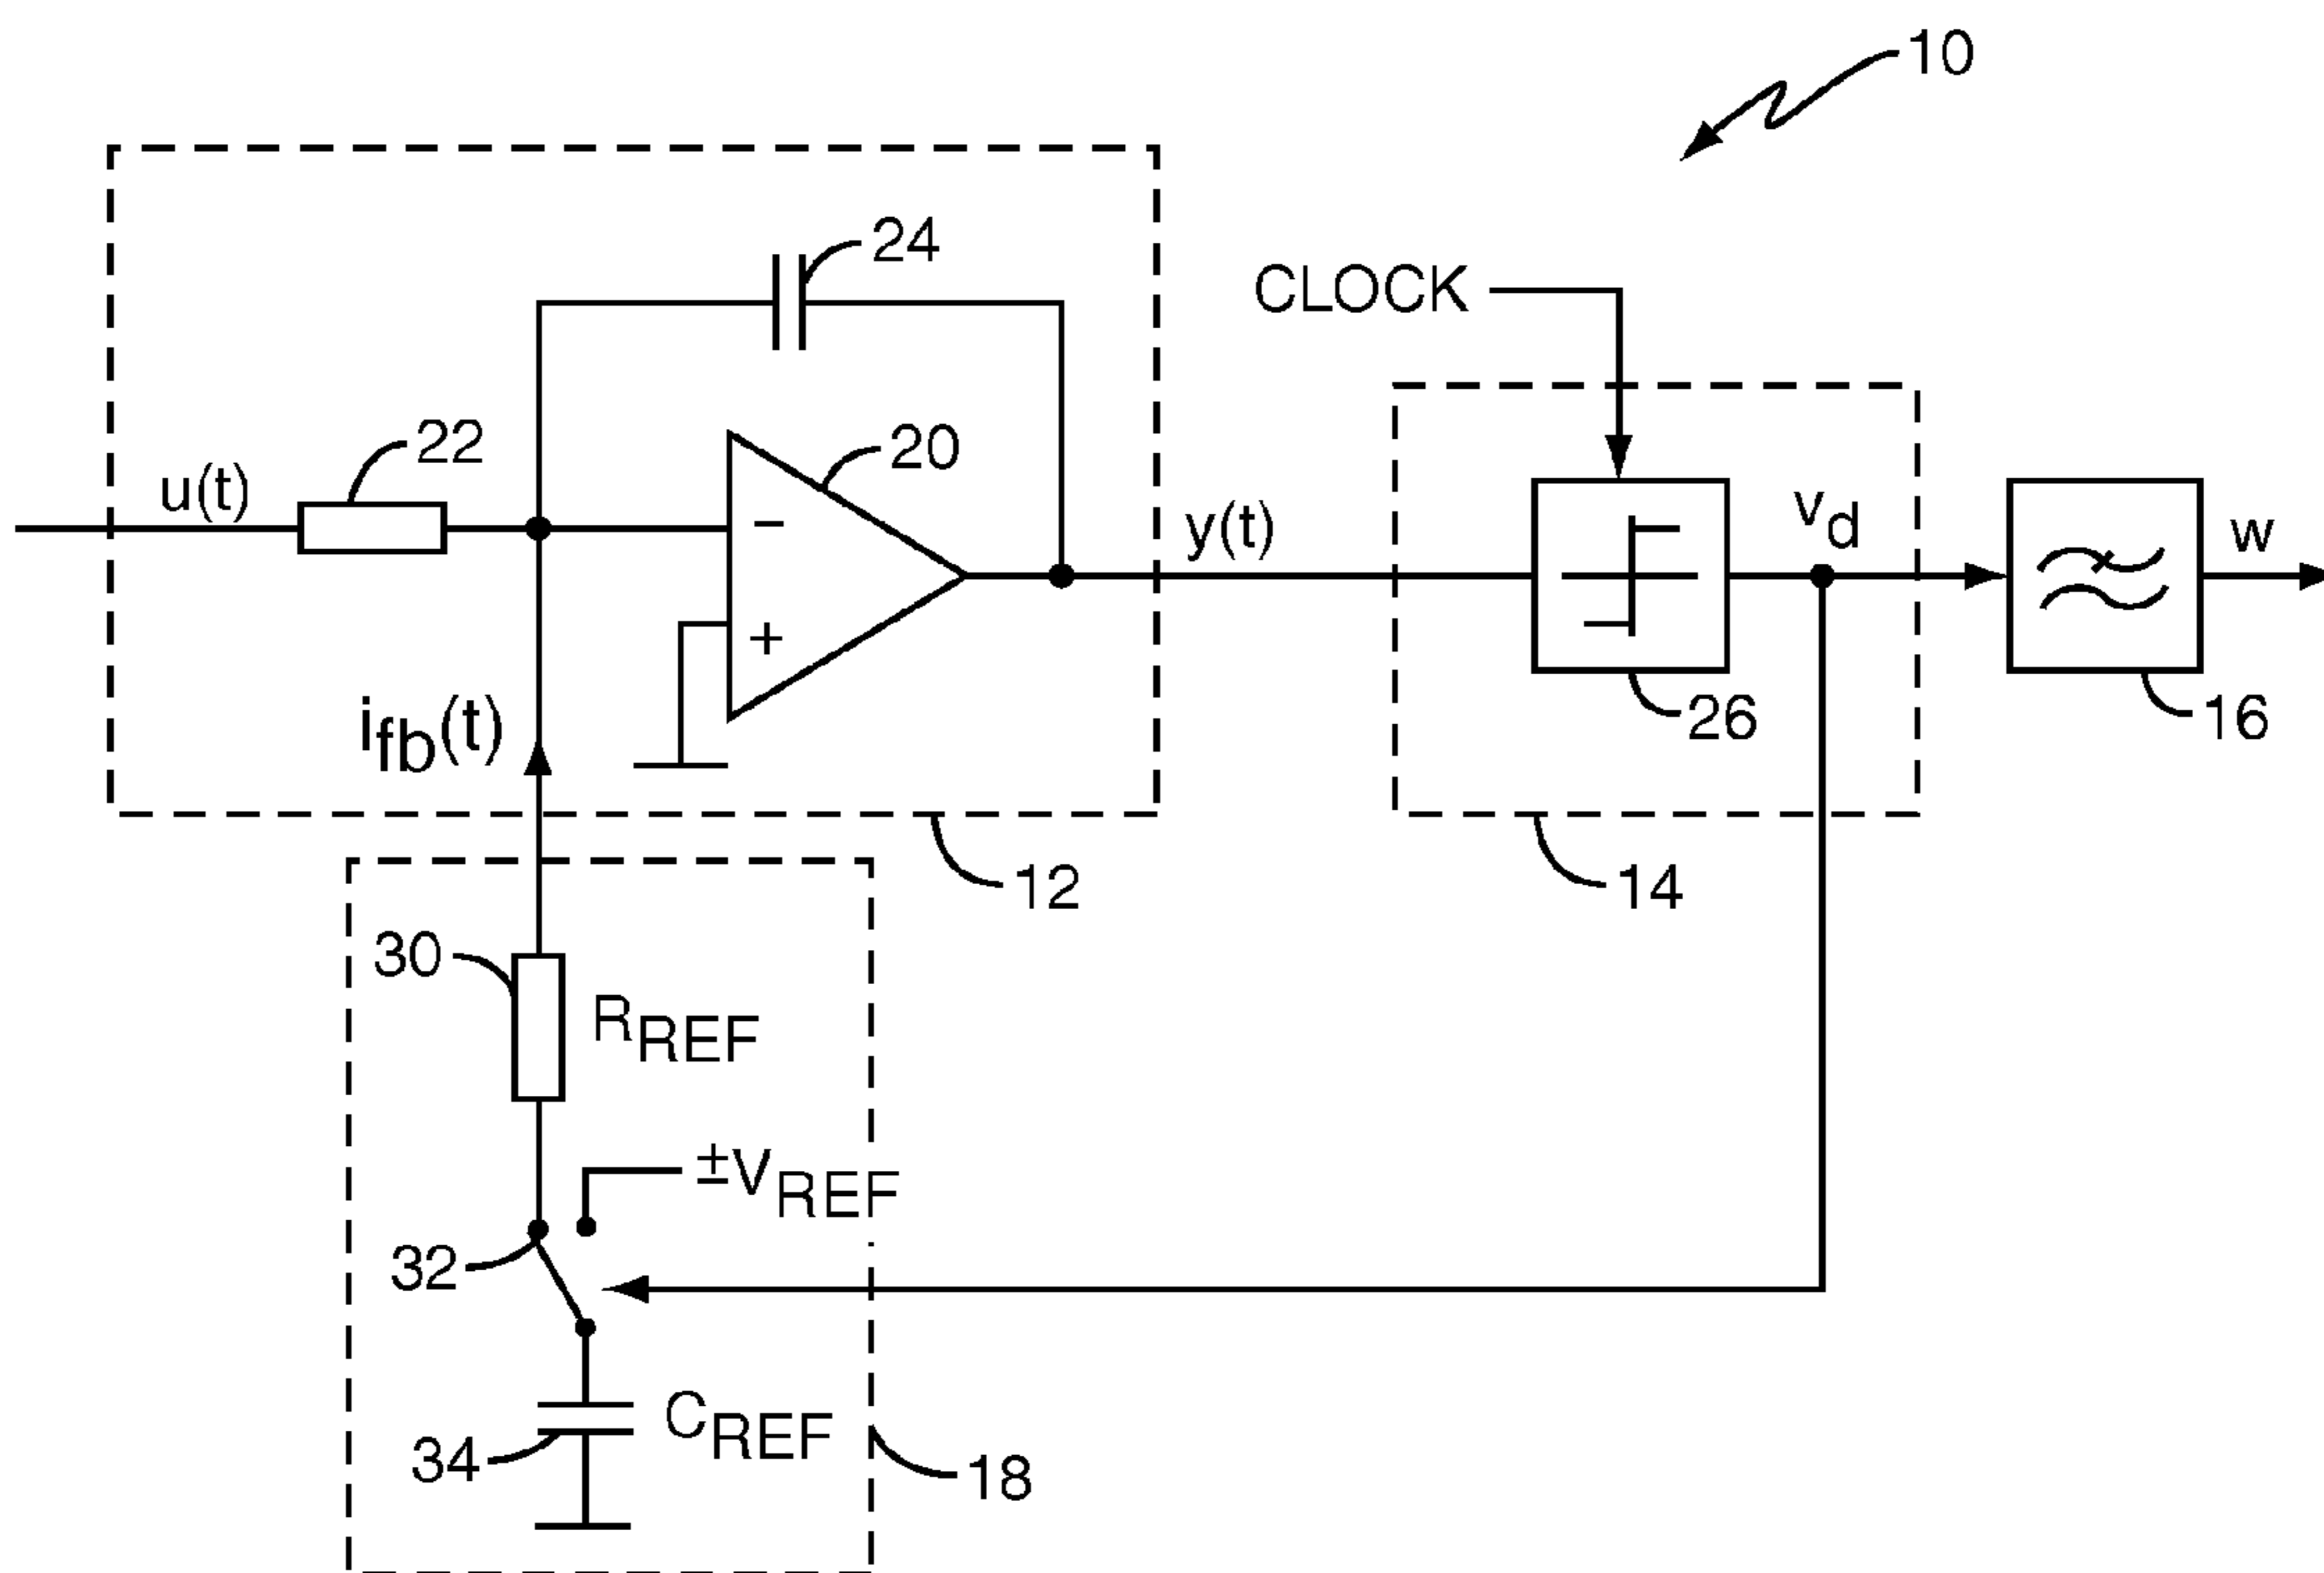 10
24
CLOCK
22
20
u(t)
y(t)
vd
w
−
+
ifb(t)
26
16
12
14
30
RREF
±VREF
32
CREF
34
18